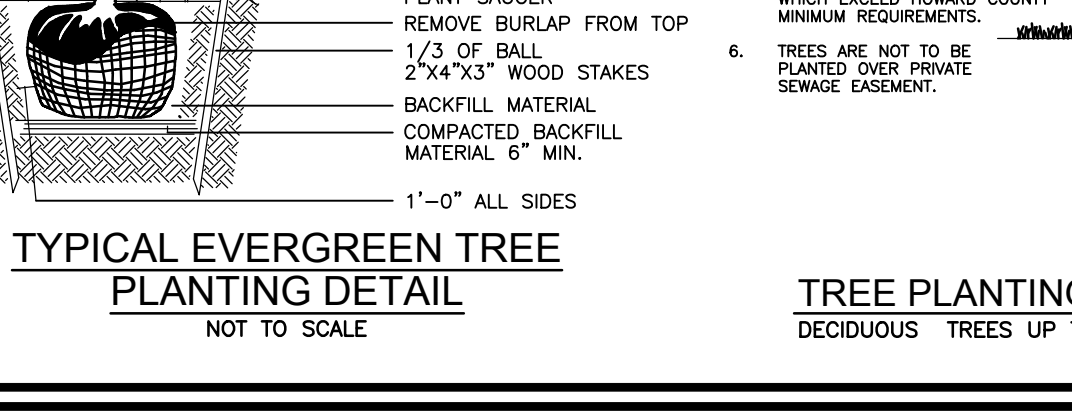 PLANT SAUCER
REMOVE BURLAP FROM TOP
1/3 OF BALL
2"X4"X3" WOOD STAKES
BACKFILL MATERIAL
COMPACTED BACKFILL
MATERIAL 6" MIN.
1'-0" ALL SIDES
TYPICAL EVERGREEN TREE
PLANTING DETAIL
NOT TO SCALE
WHICH EXCEED HOWARD COUNTY
MINIMUM REQUIREMENTS.
6. TREES ARE NOT TO BE
PLANTED OVER PRIVATE
SEWAGE EASEMENT.
TREE PLANTING
DECIDUOUS TREES UP